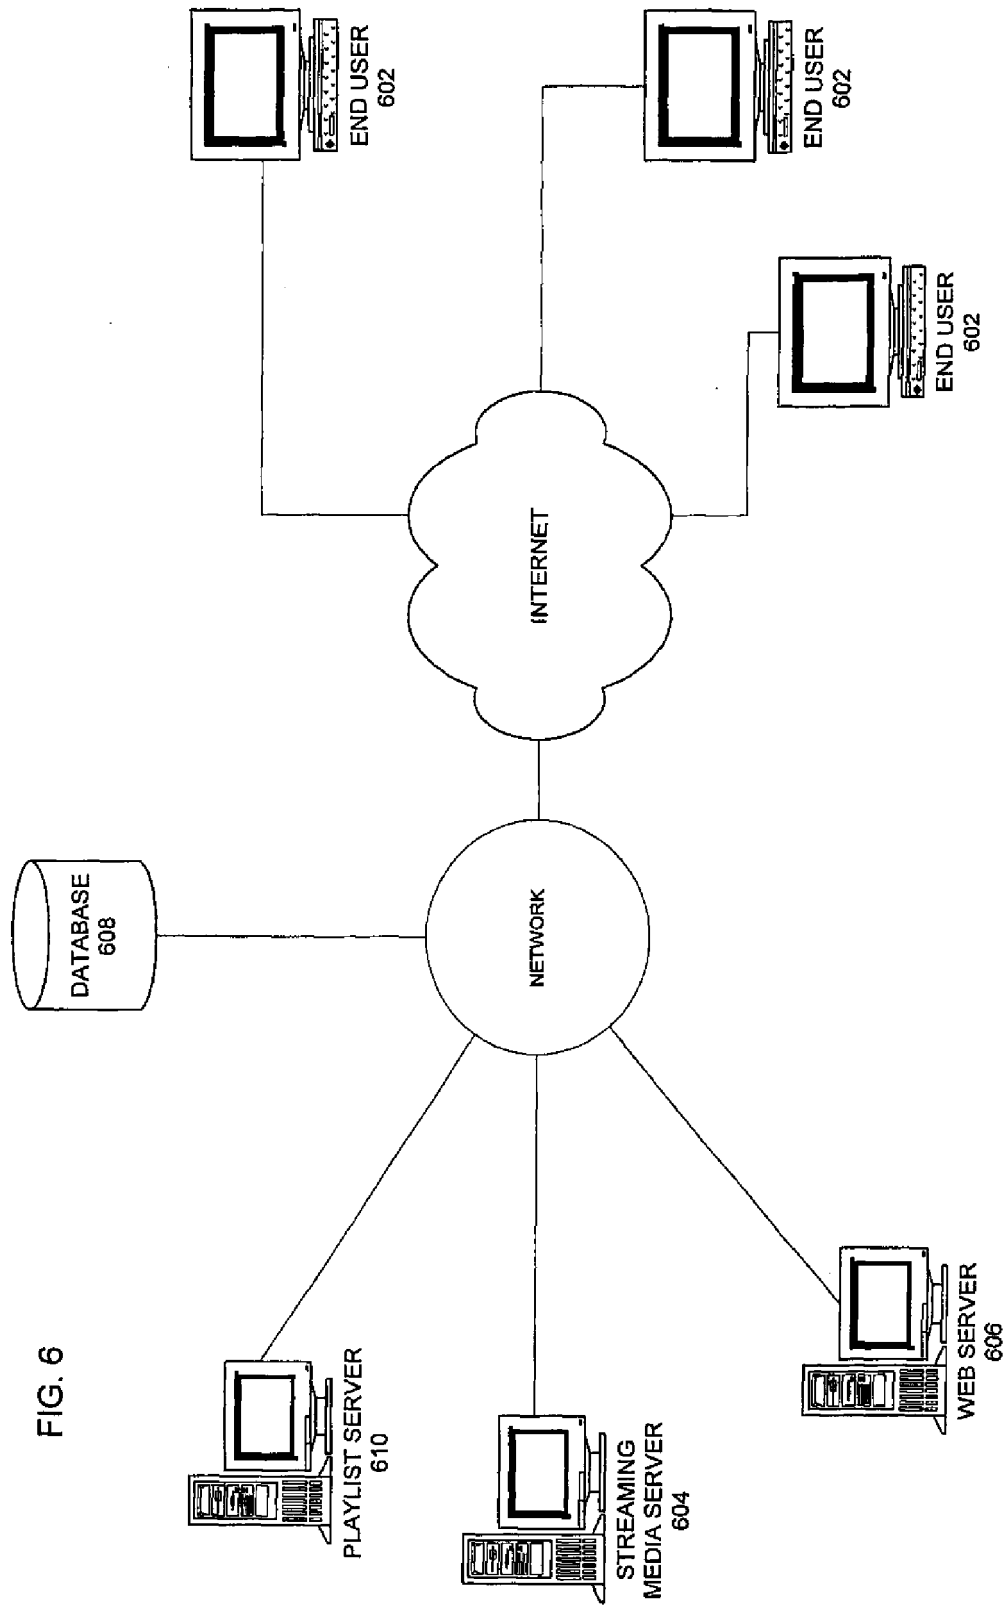 FIG. 6
DATABASE
608
PLAYLIST SERVER
610
STREAMING
MEDIA SERVER
604
WEB SERVER
606
NETWORK
INTERNET
END USER
602
END USER
602
END USER
602